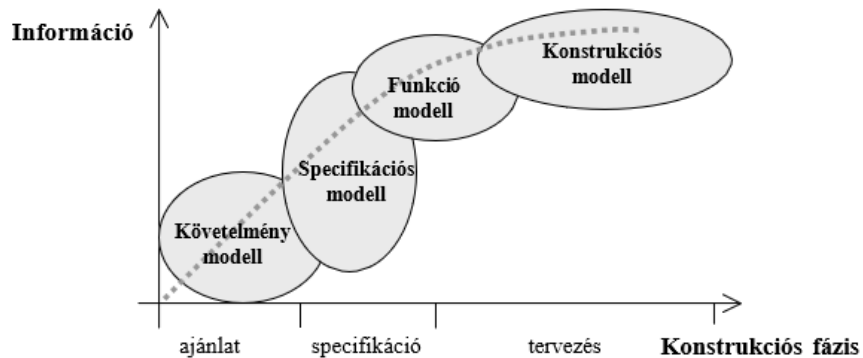 Információ
Konstrukciós
modell
Funkció
modell
Specifikációs
modell
Követelmény
modell
ajánlat
specifikáció
tervezés
Konstrukciós fázis